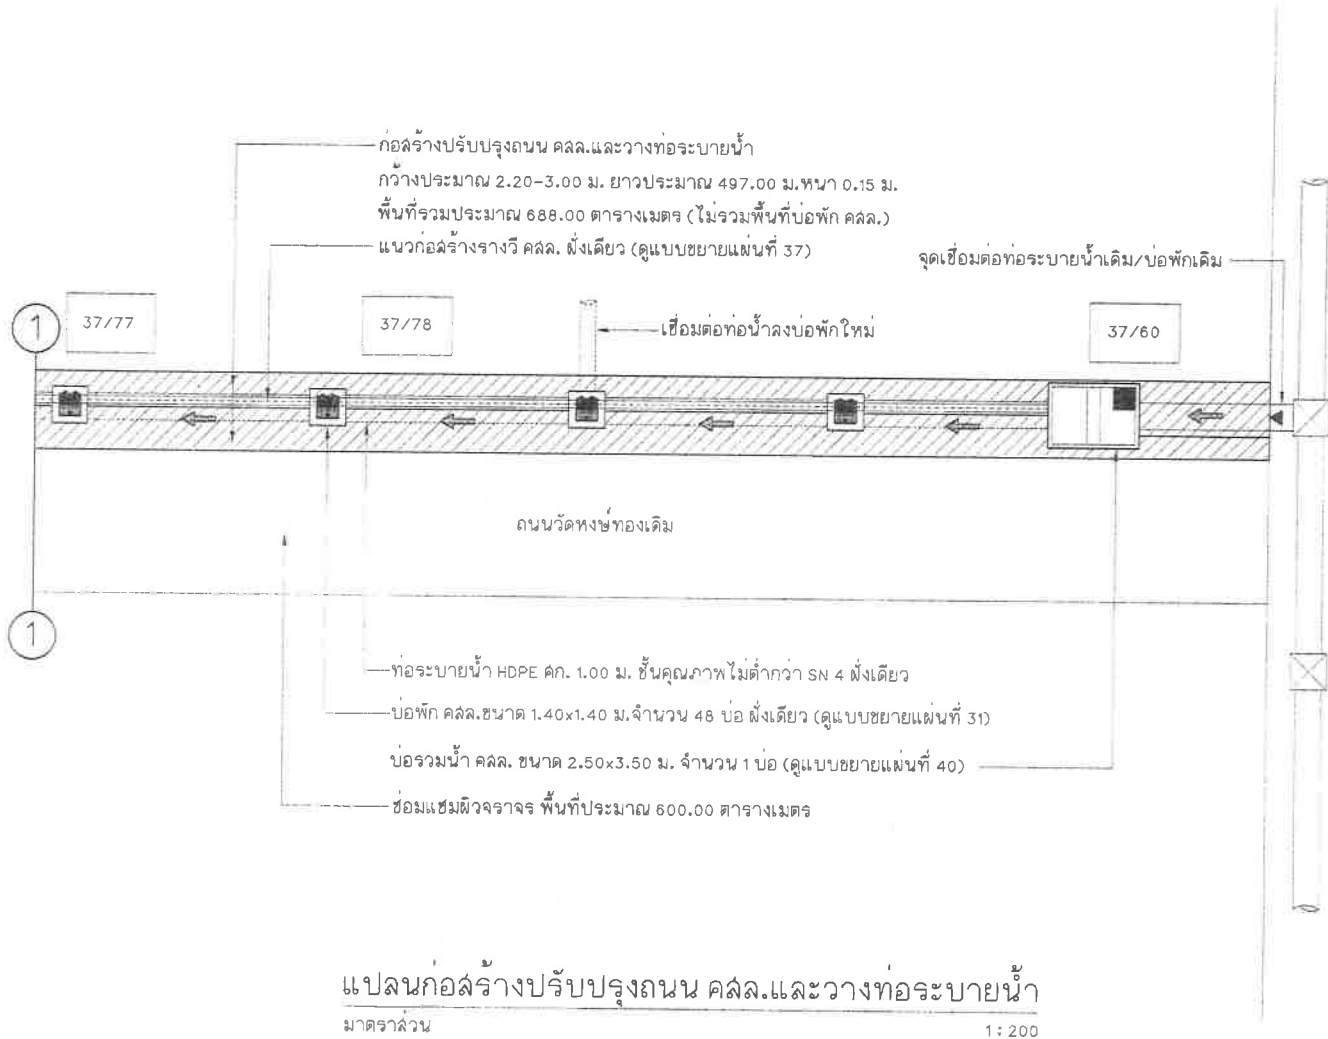 ก่อสร้างปรับปรุงถนน คสล.และวางท่อระบายน้ำ
กว้างประมาณ 2.20-3.00 ม. ยาวประมาณ 497.00 ม.หนา 0.15 ม.
พื้นที่รวมประมาณ 688.00 ตารางเมตร (ไม่รวมพื้นที่บ่อพัก คสล.)
แนวก่อสร้างรางวี คสล. ฝั่งเดียว (ดูแบบขยายแผ่นที่ 37)
จุดเชื่อมต่อท่อระบายน้ำเดิม/บ่อพักเดิม
1
37/77
37/78
เชื่อมต่อท่อน้ำลงบ่อพักใหม่
37/60
ถนนวัดหงษ์ทองเดิม
1
ท่อระบายน้ำ HDPE ศก. 1.00 ม. ชั้นคุณภาพไม่ต่ำกว่า SN 4 ฝั่งเดียว
บ่อพัก คสล.ขนาด 1.40x1.40 ม.จำนวน 48 บ่อ ฝั่งเดียว (ดูแบบขยายแผ่นที่ 31)
บ่อรวมน้ำ คสล. ขนาด 2.50x3.50 ม. จำนวน 1 บ่อ (ดูแบบขยายแผ่นที่ 40)
ซ่อมแซมผิวจราจร พื้นที่ประมาณ 600.00 ตารางเมตร
แปลนก่อสร้างปรับปรุงถนน คสล.และวางท่อระบายน้ำ
มาตราส่วน 1:200